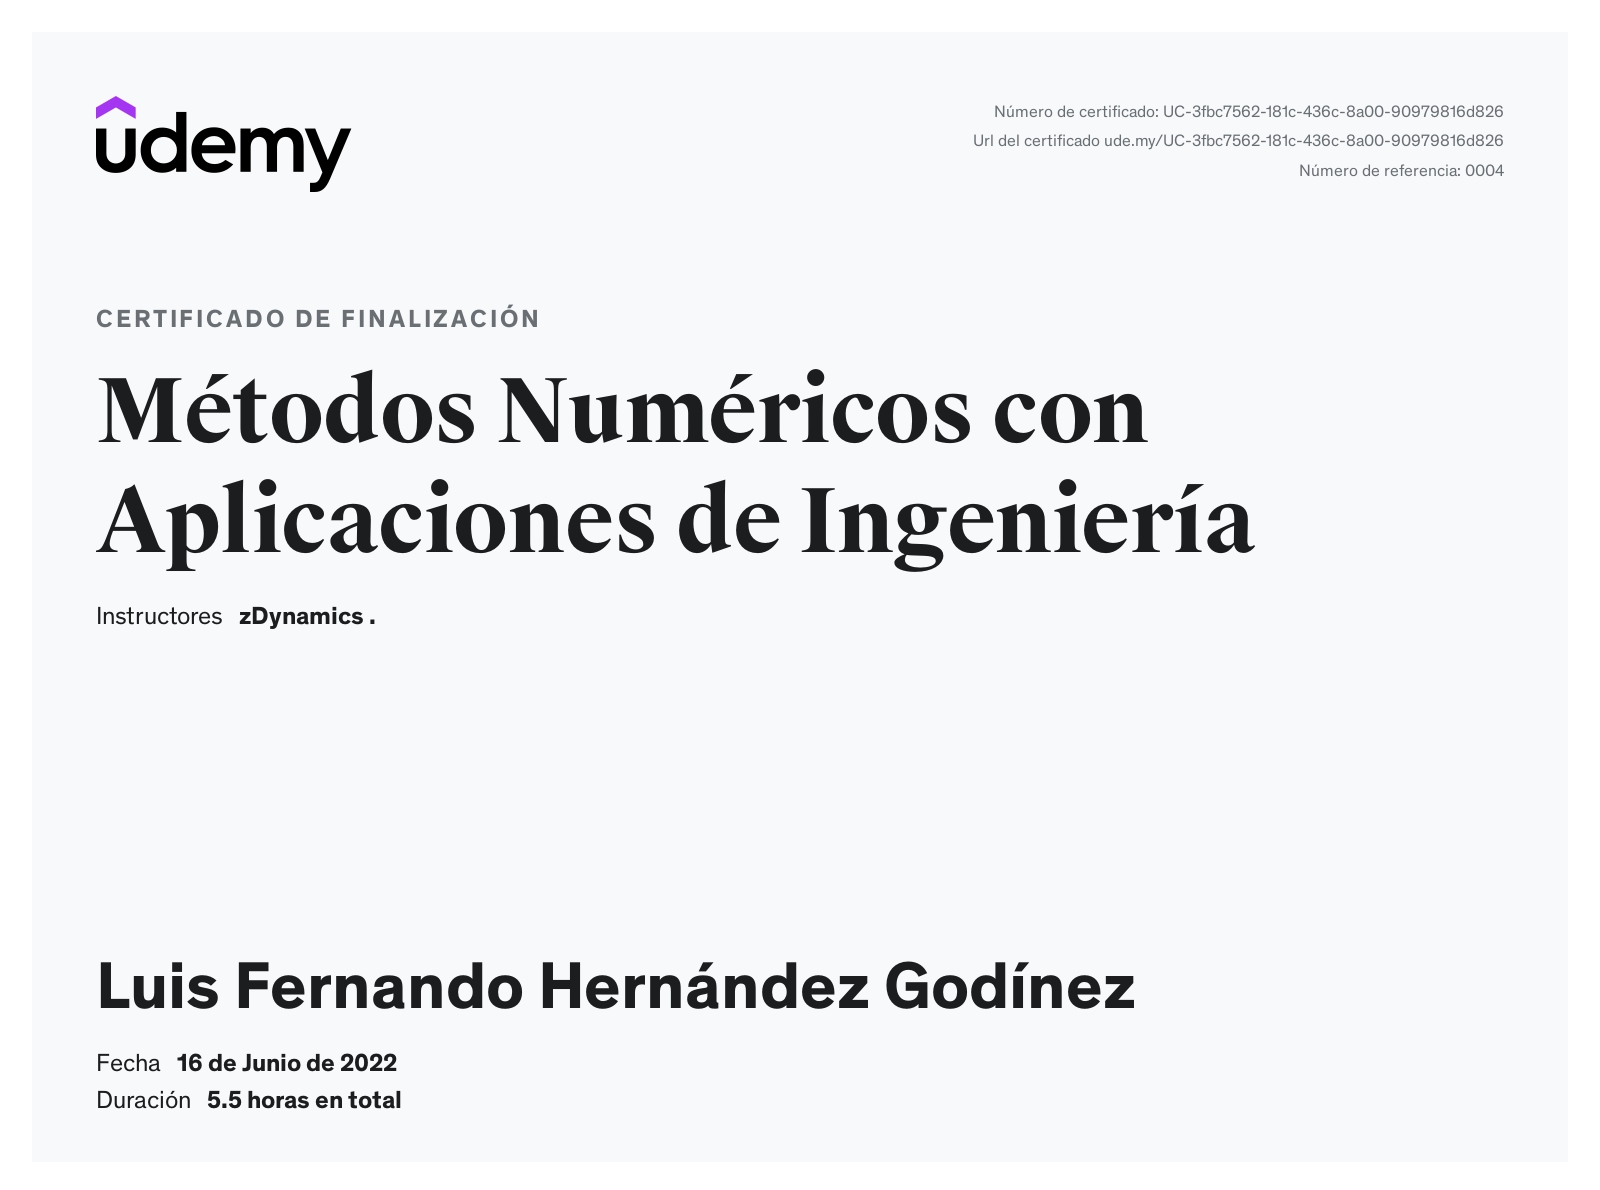 udemy
Número de certificado: UC-3fbc7562-181c-436c-8a00-90979816d826
Url del certificado ude.my/UC-3fbc7562-181c-436c-8a00-90979816d826
Número de referencia: 0004
CERTIFICADO DE FINALIZACIÓN
Métodos Numéricos con
Aplicaciones de Ingeniería
Instructores zDynamics .
Luis Fernando Hernández Godínez
Fecha 16 de Junio de 2022
Duración 5.5 horas en total